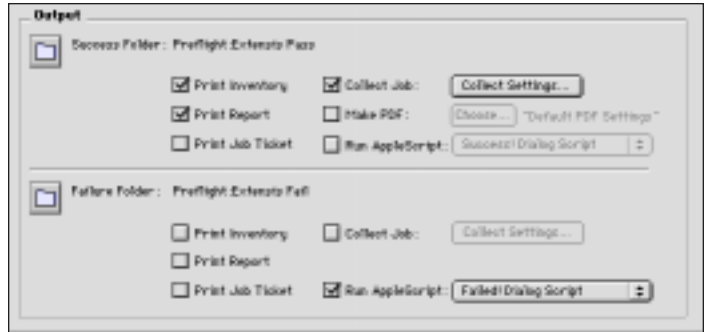 Output
Success Folder: Preflight:Extensis Pass
Print Inventory Collect Job: Collect Settings...
Print Report Make PDF: Choose... "Default PDF Settings"
Print Job Ticket Run AppleScript: Success! Dialog Script
Failure Folder: Preflight:Extensis Fail
Print Inventory Collect Job: Collect Settings...
Print Report
Print Job Ticket Run AppleScript: Failed! Dialog Script